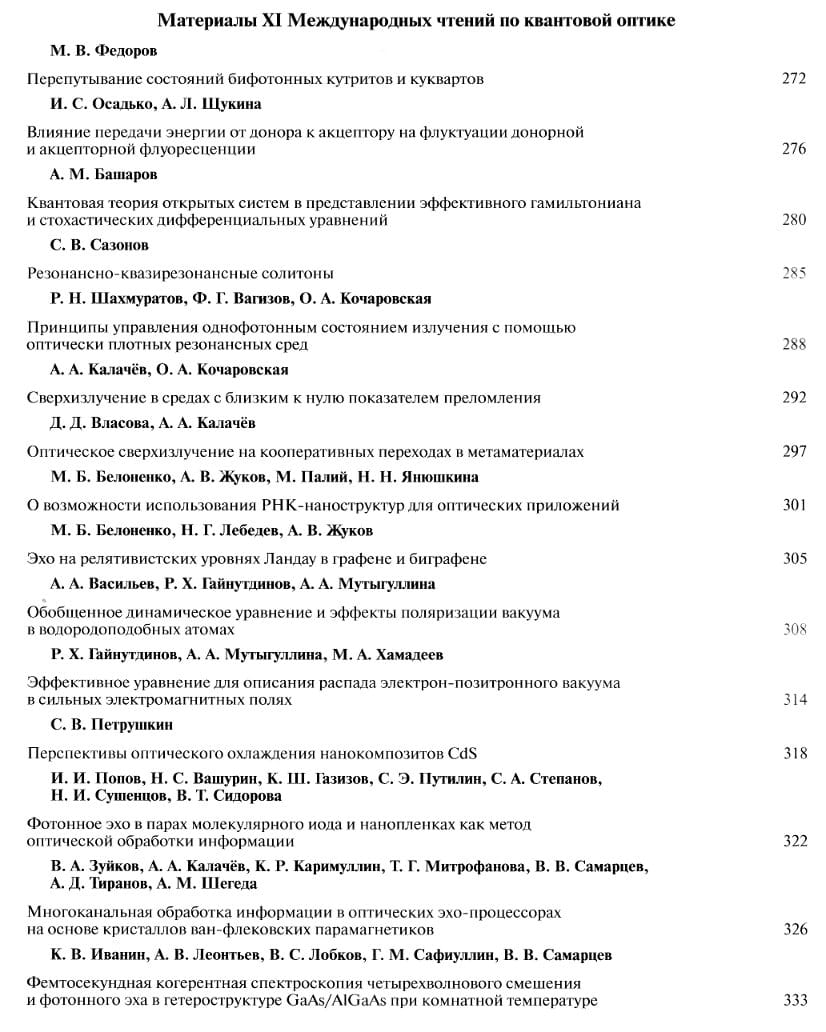 Материалы XI Международных чтений по квантовой оптике
М. В. Федоров
Перепутывание состояний бифотонных кутритов и куквартов 272
И. С. Осадько, А. Л. Щукина
Влияние передачи энергии от донора к акцептору на флуктуации донорной
и акцепторной флуоресценции 276
А. М. Башаров
Квантовая теория открытых систем в представлении эффективного гамильтониана
и стохастических дифференциальных уравнений 280
С. В. Сазонов
Резонансно-квазирезонансные солитоны 285
Р. Н. Шахмуратов, Ф. Г. Вагизов, О. А. Кочаровская
Принципы управления однофотонным состоянием излучения с помощью
оптически плотных резонансных сред 288
А. А. Калачёв, О. А. Кочаровская
Сверхизлучение в средах с близким к нулю показателем преломления 292
Д. Д. Власова, А. А. Калачёв
Оптическое сверхизлучение на кооперативных переходах в метаматериалах 297
М. Б. Белоненко, А. В. Жуков, М. Палий, Н. Н. Янюшкина
О возможности использования РНК-наноструктур для оптических приложений 301
М. Б. Белоненко, Н. Г. Лебедев, А. В. Жуков
Эхо на релятивистских уровнях Ландау в графене и биграфене 305
А. А. Васильев, Р. Х. Гайнутдинов, А. А. Мутыгуллина
Обобщенное динамическое уравнение и эффекты поляризации вакуума
в водородоподобных атомах 308
Р. Х. Гайнутдинов, А. А. Мутыгуллина, М. А. Хамадеев
Эффективное уравнение для описания распада электрон-позитронного вакуума
в сильных электромагнитных полях 314
С. В. Петрушкин
Перспективы оптического охлаждения нанокомпозитов CdS 318
И. И. Попов, Н. С. Вашурин, К. Ш. Газизов, С. Э. Путилин, С. А. Степанов,
Н. И. Сушенцов, В. Т. Сидорова
Фотонное эхо в парах молекулярного иода и нанопленках как метод
оптической обработки информации 322
В. А. Зуйков, А. А. Калачёв, К. Р. Каримуллин, Т. Г. Митрофанова, В. В. Самарцев,
А. Д. Тиранов, А. М. Шегеда
Многоканальная обработка информации в оптических эхо-процессорах
на основе кристаллов ван-флековских парамагнетиков 326
К. В. Иванин, А. В. Леонтьев, В. С. Лобков, Г. М. Сафиуллин, В. В. Самарцев
Фемтосекундная когерентная спектроскопия четырехволнового смешения
и фотонного эха в гетероструктуре GaAs/AlGaAs при комнатной температуре 333